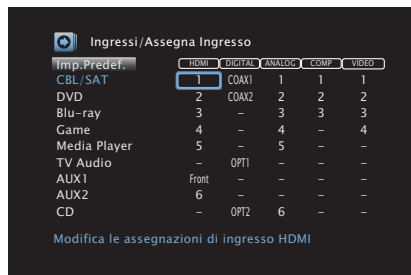 Ingressi/Assegna Ingresso
Imp.Predef. HDMI DIGITAL ANALOG COMP VIDEO
CBL/SAT 1 COAX1 1 1 1
DVD 2 COAX2 2 2 2
Blu-ray 3 – 3 3 3
Game 4 – 4 – 4
Media Player 5 – 5 – –
TV Audio – OPT1 – – –
AUX1 Front – – – –
AUX2 6 – – – –
CD – OPT2 6 – –
Modifica le assegnazioni di ingresso HDMI